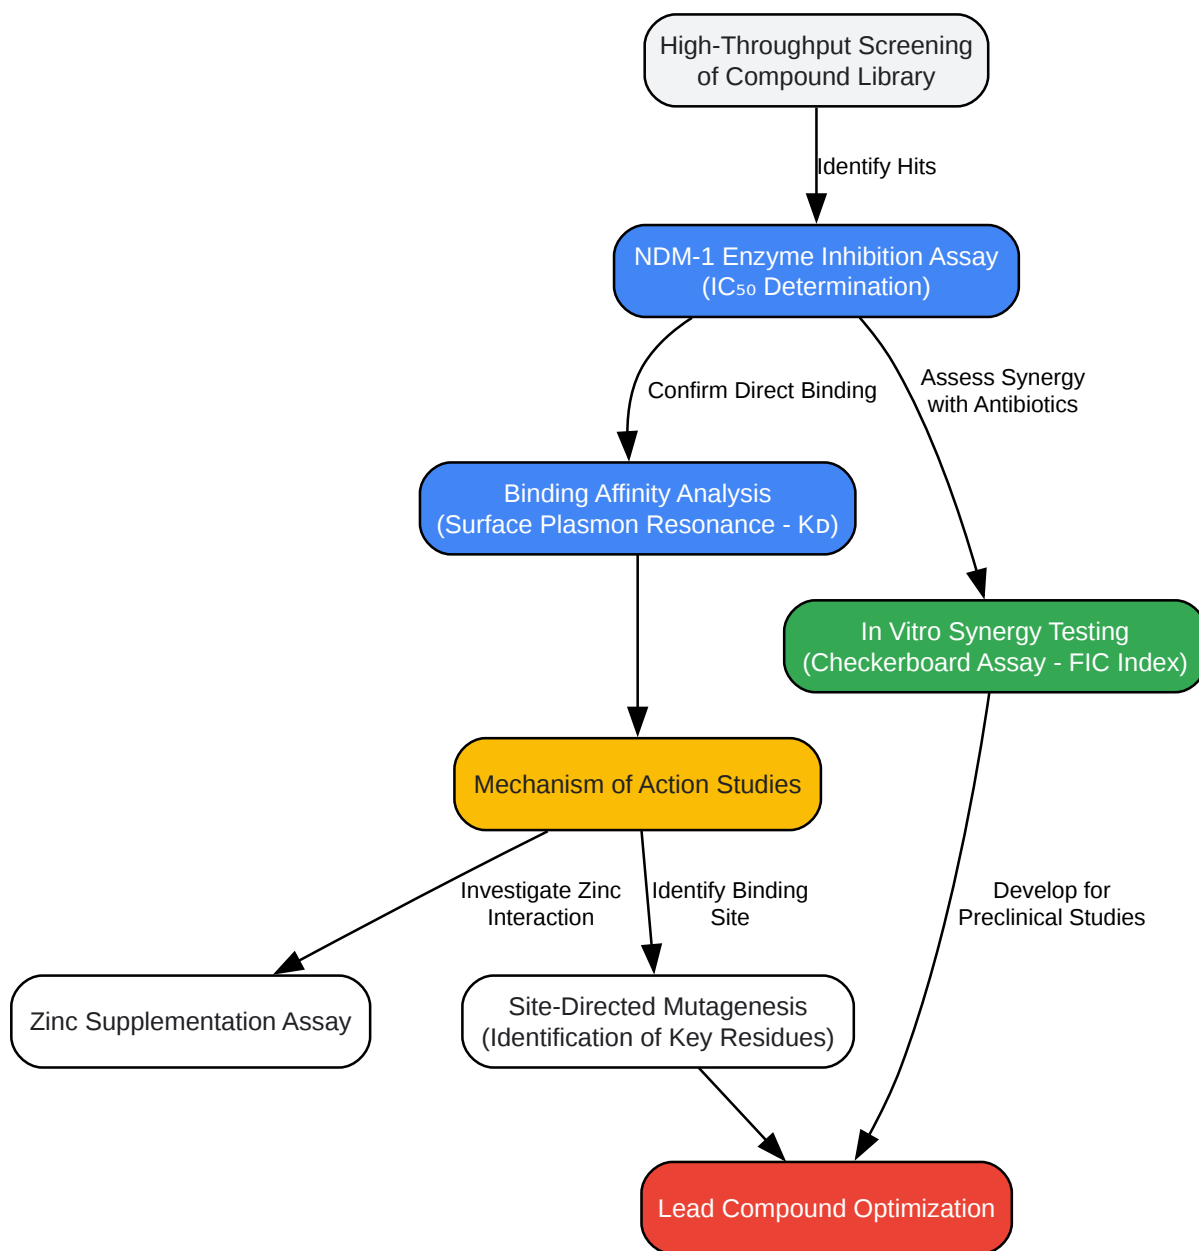 High-Throughput Screening
of Compound Library
Identify Hits
NDM-1 Enzyme Inhibition Assay
(IC₅₀ Determination)
Confirm Direct Binding
Assess Synergy
with Antibiotics
Binding Affinity Analysis
(Surface Plasmon Resonance - Kᴅ)
In Vitro Synergy Testing
(Checkerboard Assay - FIC Index)
Mechanism of Action Studies
Investigate Zinc
Interaction
Identify Binding
Site
Develop for
Preclinical Studies
Zinc Supplementation Assay
Site-Directed Mutagenesis
(Identification of Key Residues)
Lead Compound Optimization